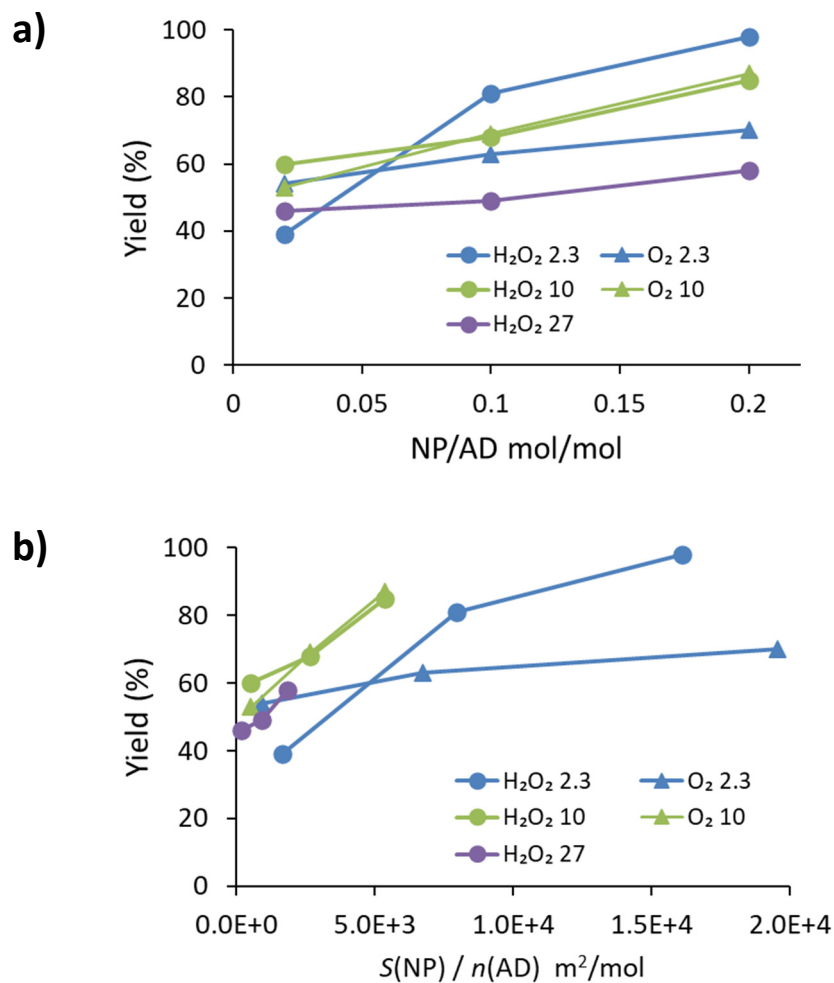 a)
100
80
60
40
20
0
Yield (%)
H₂O₂ 2.3 O₂ 2.3
H₂O₂ 10 O₂ 10
H₂O₂ 27
0 0.05 0.1 0.15 0.2
NP/AD mol/mol
b)
100
80
60
40
20
0
Yield (%)
H₂O₂ 2.3 O₂ 2.3
H₂O₂ 10 O₂ 10
H₂O₂ 27
0.0E+0 5.0E+3 1.0E+4 1.5E+4 2.0E+4
S(NP) / n(AD) m²/mol